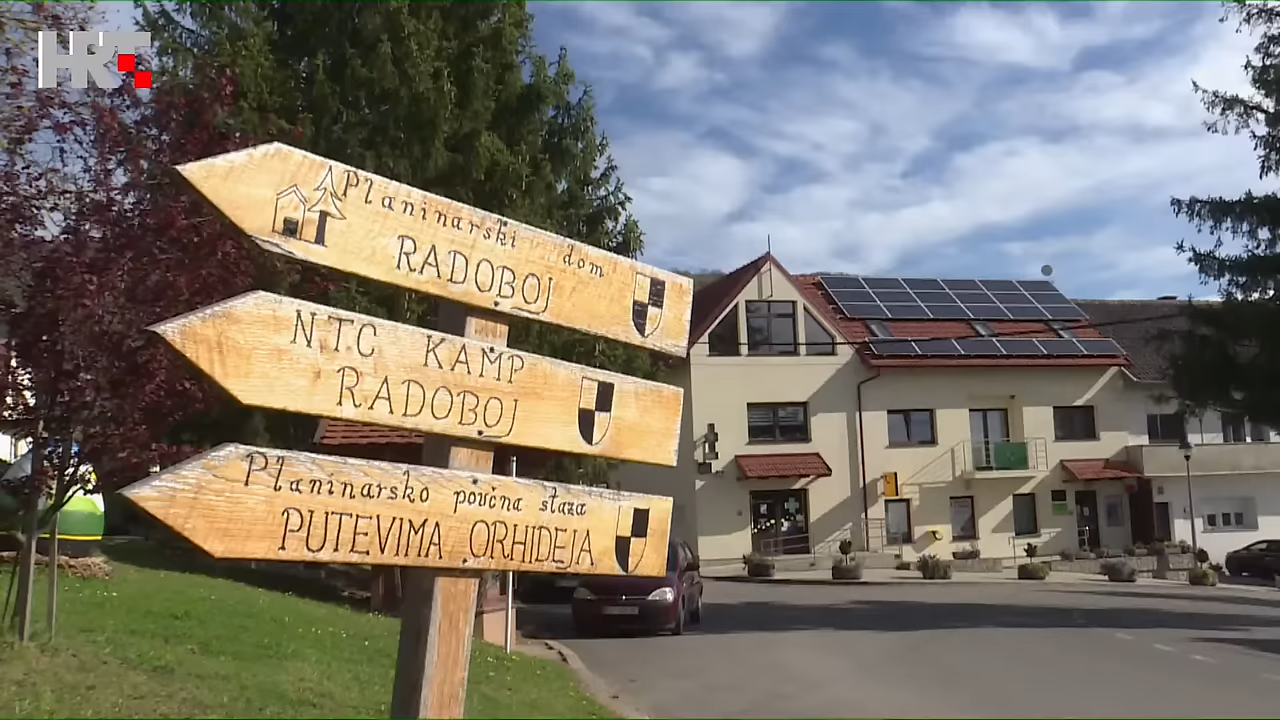 HRT
Planinarski dom
RADOBOJ
NTC KAMP
RADOBOJ
Planinarsko poučna staza
PUTEVIMA ORHIDEJA